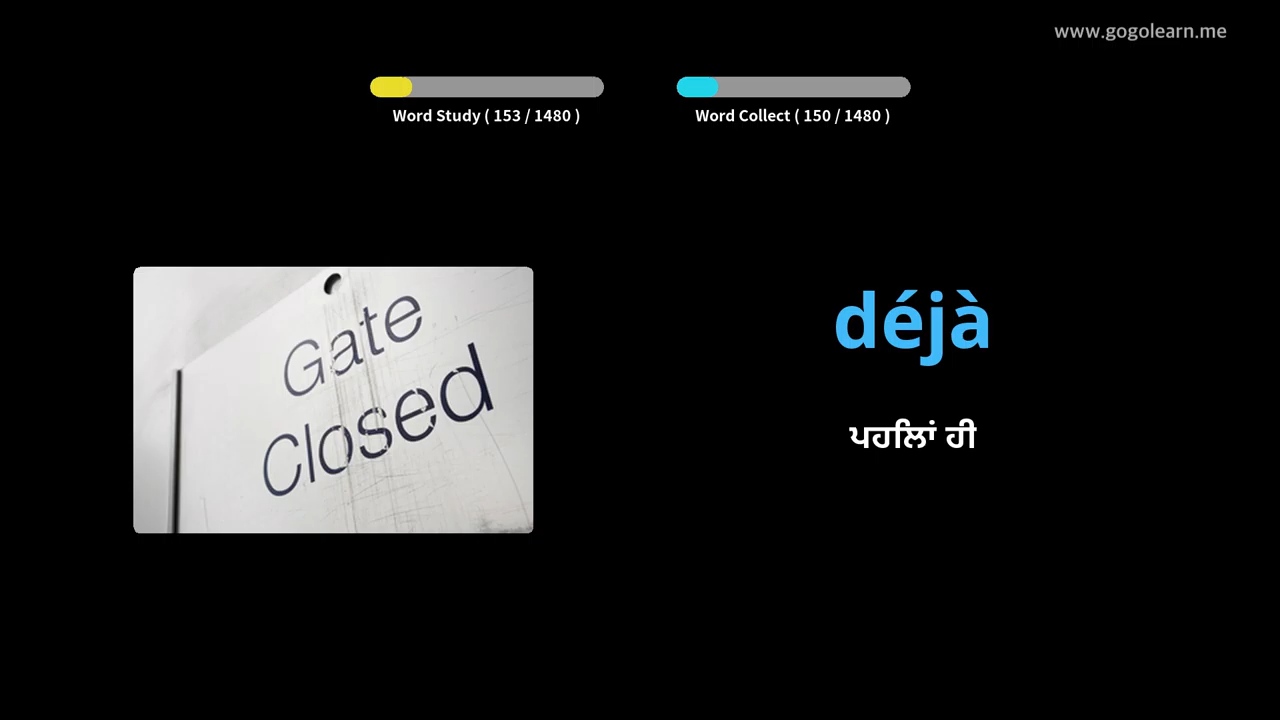 www.gogolearn.me
Word Study ( 153 / 1480 )
Word Collect ( 150 / 1480 )
Gate
Closed
déjà
ਪਹਿਲਾਂ ਹੀ